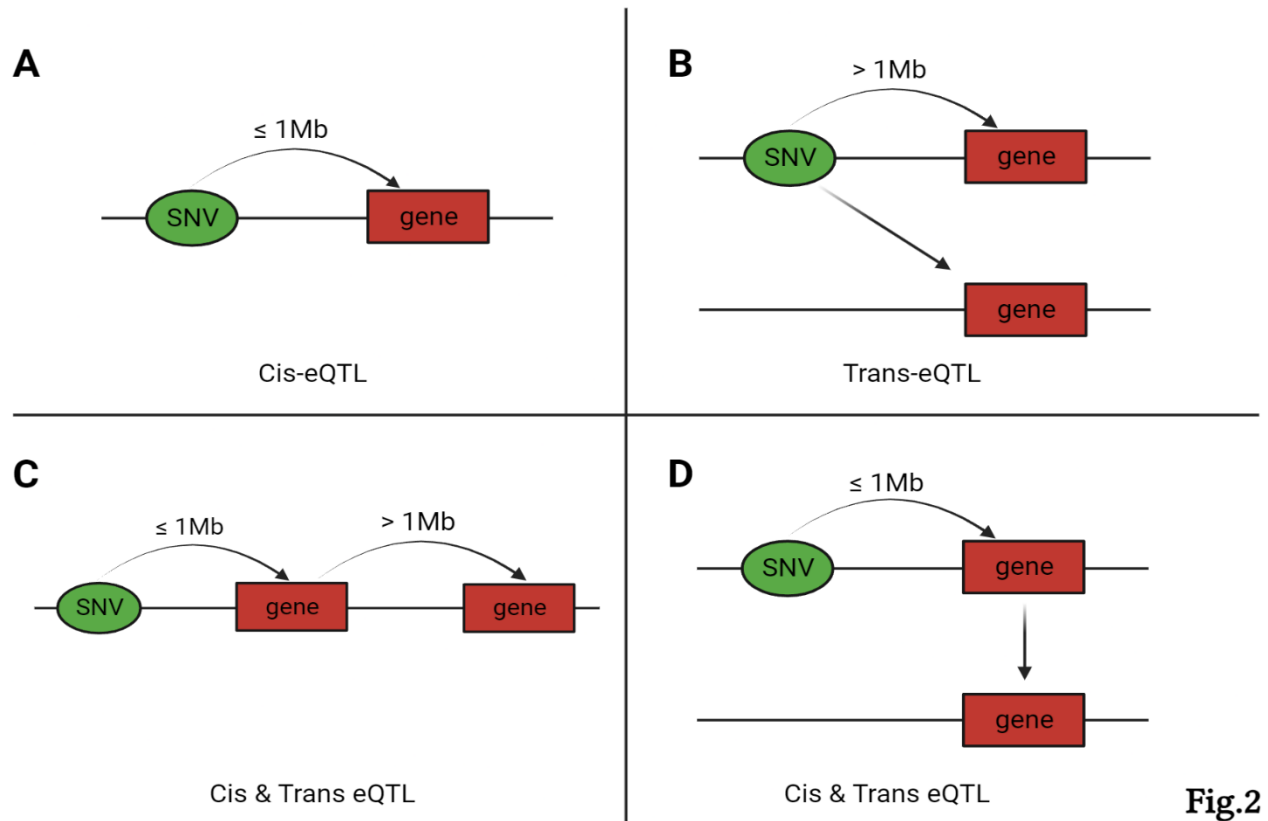 A
≤ 1Mb
SNV
gene
Cis-eQTL
B
> 1Mb
SNV
gene
gene
Trans-eQTL
C
≤ 1Mb
> 1Mb
SNV
gene
gene
Cis & Trans eQTL
D
≤ 1Mb
SNV
gene
gene
Cis & Trans eQTL
Fig.2